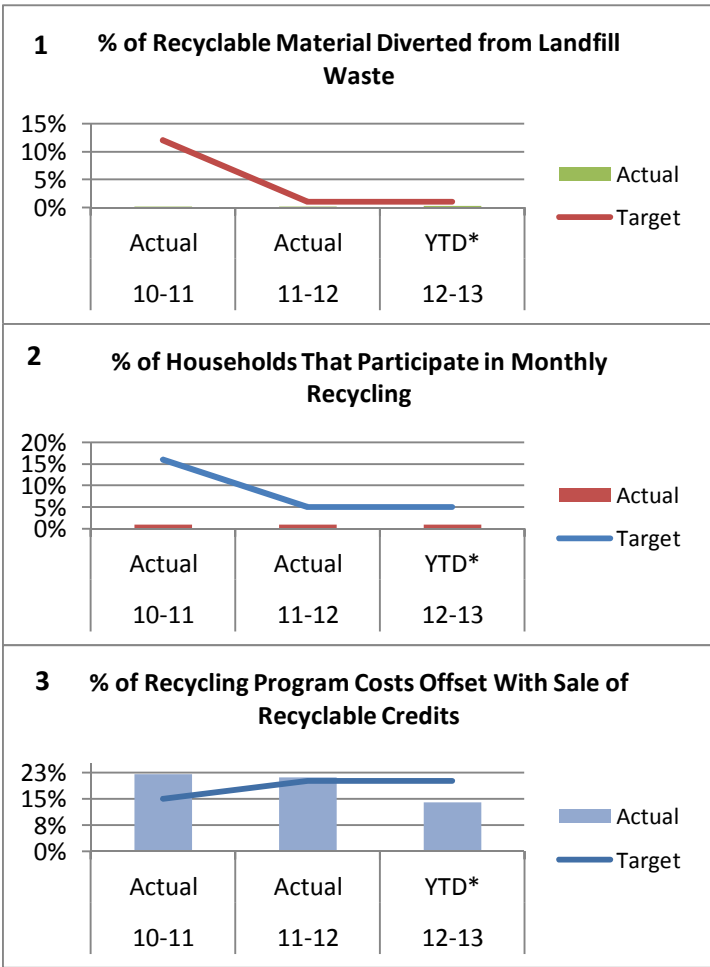 1 % of Recyclable Material Diverted from Landfill
Waste
15%
10%
5%
0%
Actual
Target
Actual Actual YTD*
10-11 11-12 12-13
2 % of Households That Participate in Monthly
Recycling
20%
15%
10%
5%
0%
Actual
Target
Actual Actual YTD*
10-11 11-12 12-13
3 % of Recycling Program Costs Offset With Sale of
Recyclable Credits
23%
15%
8%
0%
Actual
Target
Actual Actual YTD*
10-11 11-12 12-13